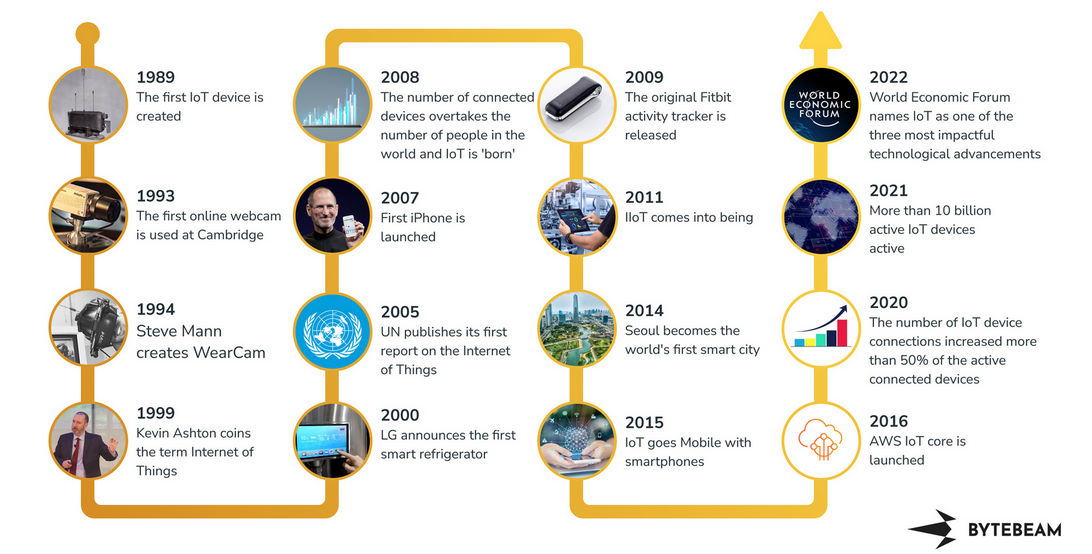 1989
The first IoT device is
created
1993
The first online webcam
is used at Cambridge
1994
Steve Mann
creates WearCam
1999
Kevin Ashton coins
the term Internet of
Things
2000
LG announces the first
smart refrigerator
2005
UN publishes its first
report on the Internet
of Things
2007
First iPhone is
launched
2008
The number of connected
devices overtakes the
number of people in the
world and IoT is 'born'
2009
The original Fitbit
activity tracker is
released
2011
IIoT comes into being
2014
Seoul becomes the
world's first smart city
2015
IoT goes Mobile with
smartphones
2016
AWS IoT core is
launched
2020
The number of IoT device
connections increased more
than 50% of the active
connected devices
2021
More than 10 billion
active IoT devices
active
WORLD
ECONOMIC
FORUM
2022
World Economic Forum
names IoT as one of the
three most impactful
technological advancements
BYTEBEAM